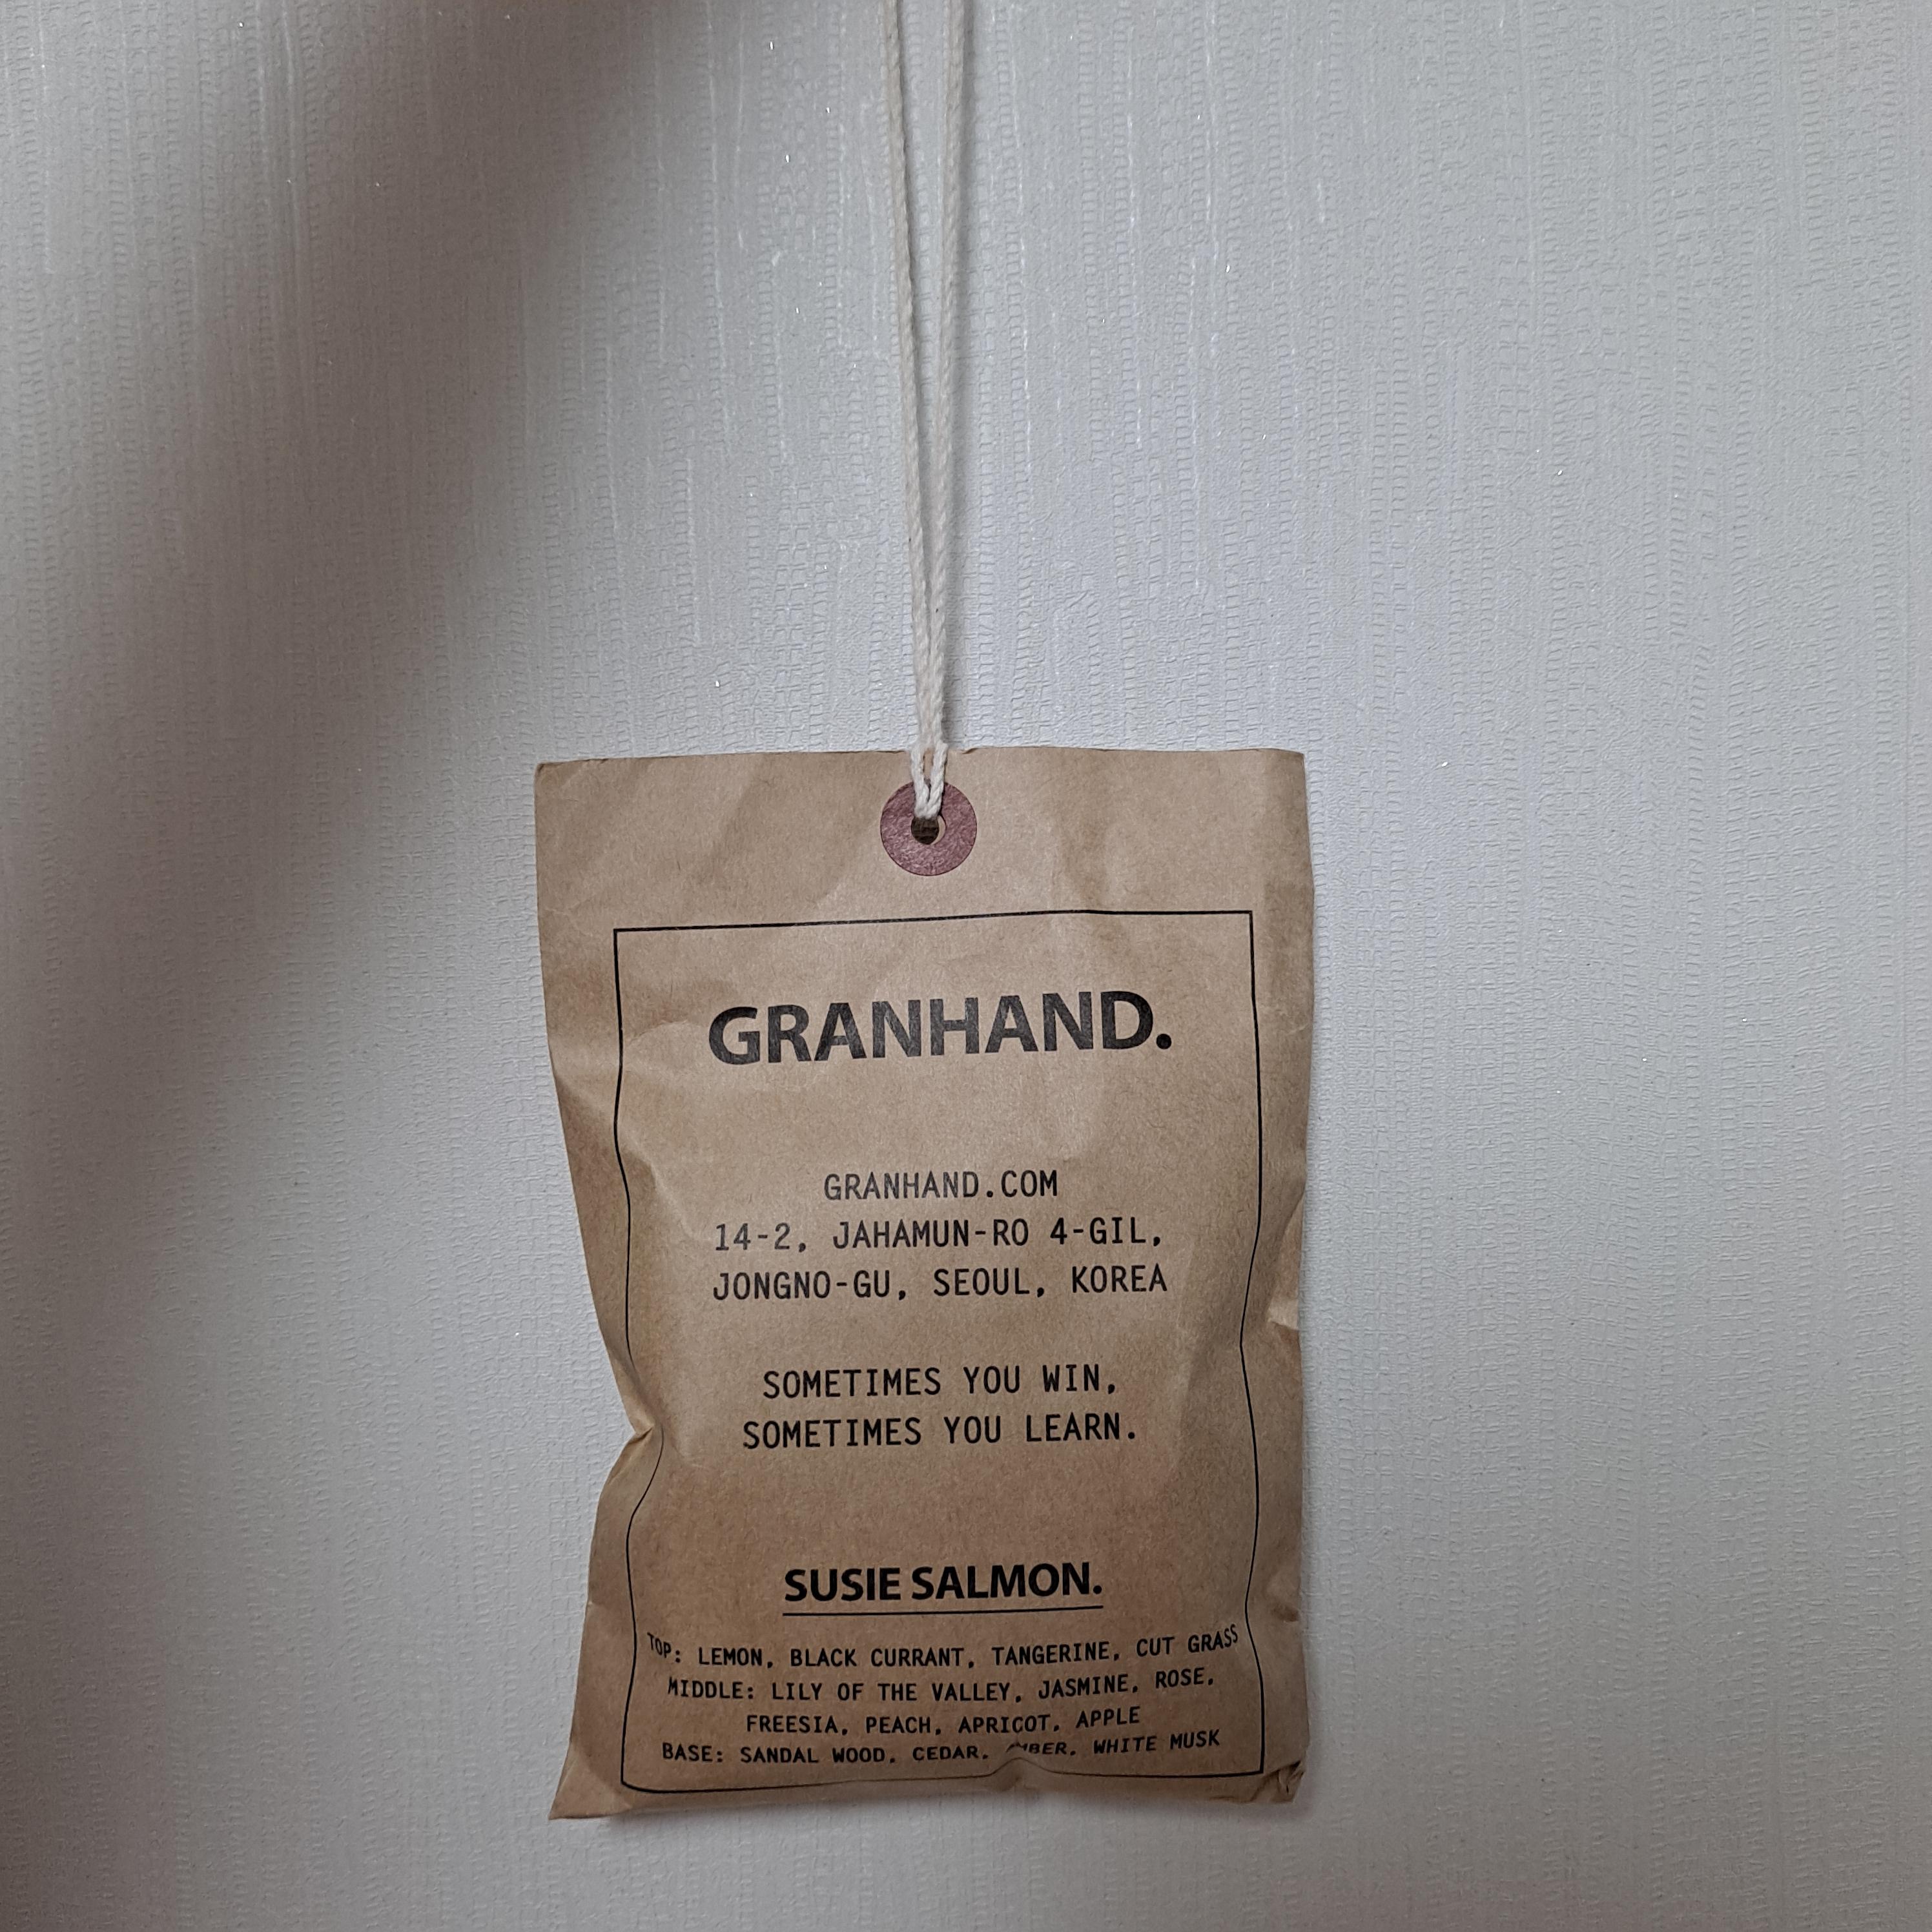 GRANHAND.
GRANHAND.COM
14-2, JAHAMUN-RO 4-GIL,
JONGNO-GU, SEOUL, KOREA
SOMETIMES YOU WIN,
SOMETIMES YOU LEARN.
SUSIE SALMON.
TOP: LEMON, BLACK CURRANT, TANGERINE, CUT GRASS
MIDDLE: LILY OF THE VALLEY, JASMINE, ROSE,
FREESIA, PEACH, APRICOT, APPLE
BASE: SANDAL WOOD, CEDAR, AMBER, WHITE MUSK